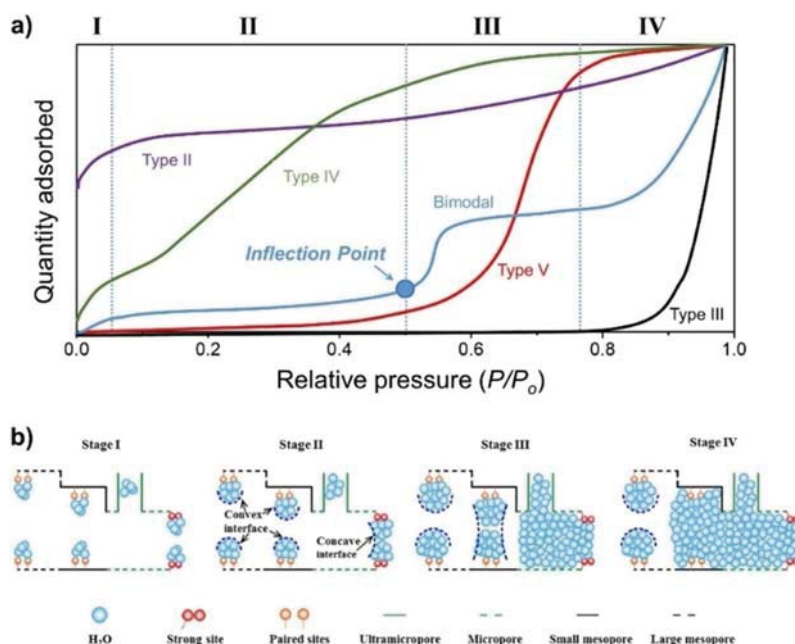 a)
I II III IV
Quantity adsorbed
Type II
Type IV
Bimodal
Inflection Point
Type V
Type III
0.0 0.2 0.4 0.6 0.8 1.0
Relative pressure (P/Po)
b)
Stage I Stage II Stage III Stage IV
Convex
interface
Concave
interface
H2O Strong site Paired sites Ultramicropore Micropore Small mesopore Large mesopore